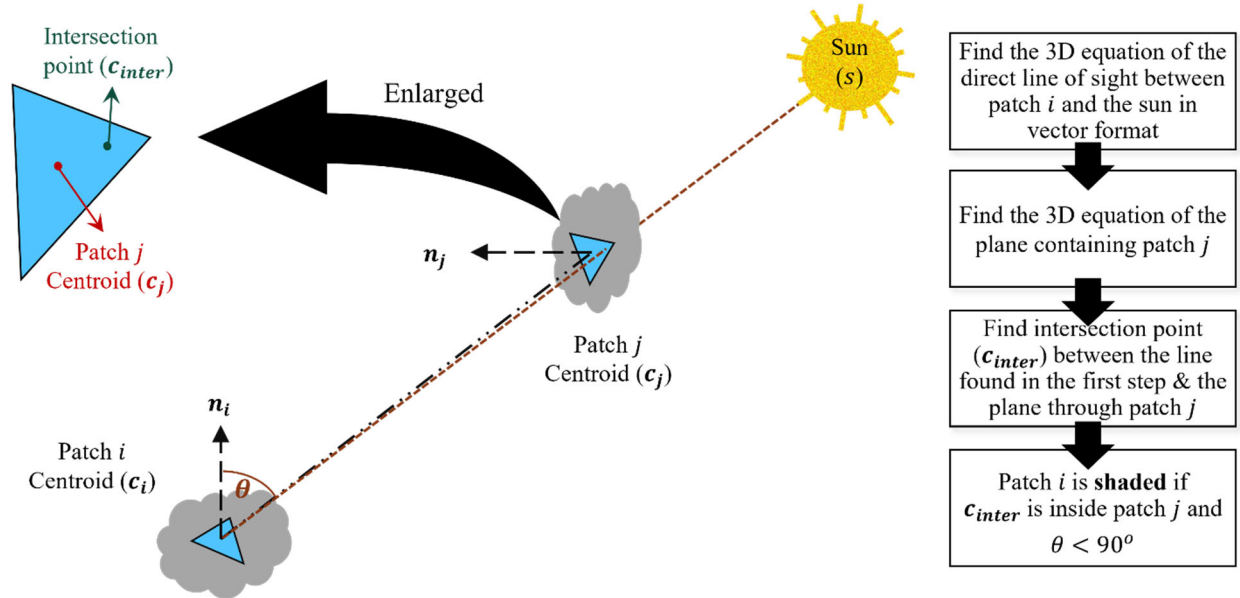 Intersection
point (c_inter)
Enlarged
Sun
(s)
Patch j
Centroid (c_j)
n_j
Patch j
Centroid (c_j)
n_i
Patch i
Centroid (c_i)
θ
Find the 3D equation of the
direct line of sight between
patch i and the sun in
vector format
Find the 3D equation of the
plane containing patch j
Find intersection point
(c_inter) between the line
found in the first step & the
plane through patch j
Patch i is shaded if
c_inter is inside patch j and
θ < 90^o